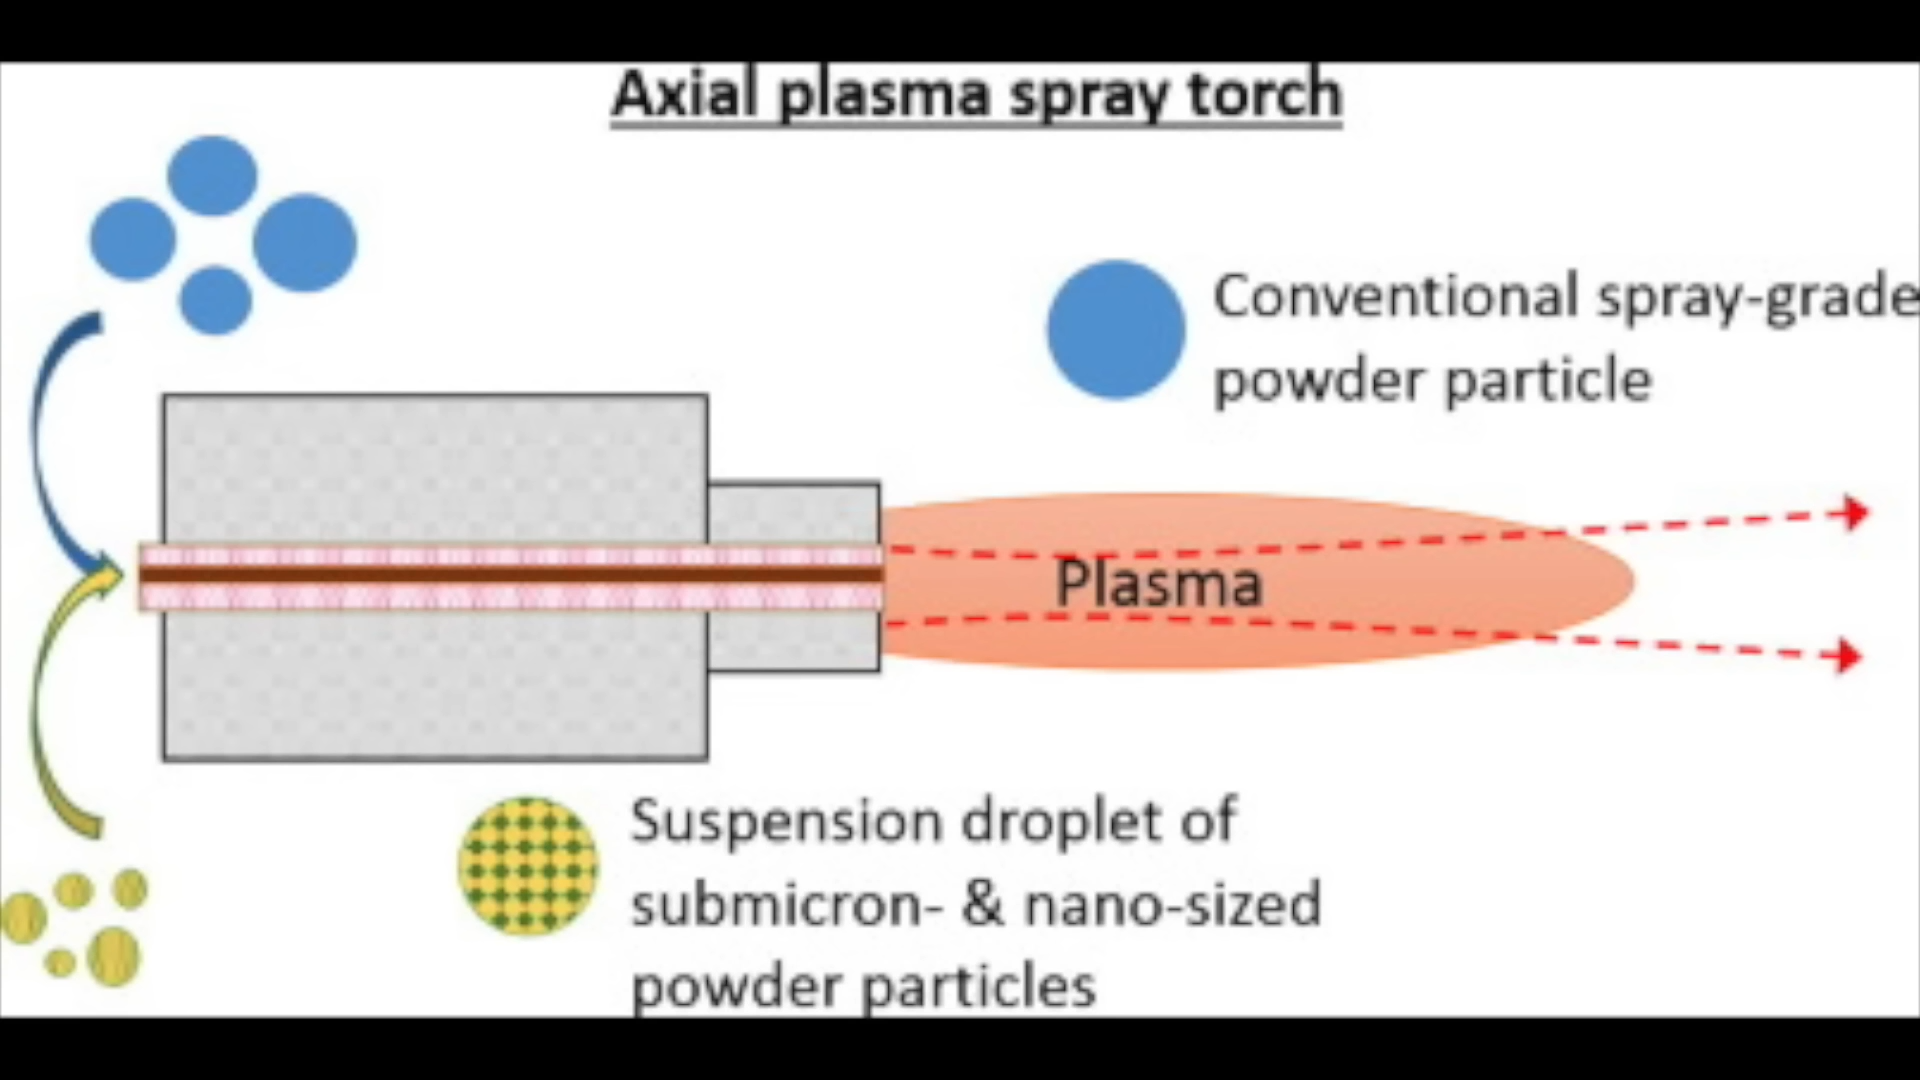 Axial plasma spray torch
Conventional spray-grade
powder particle
Plasma
Suspension droplet of
submicron- & nano-sized
powder particles